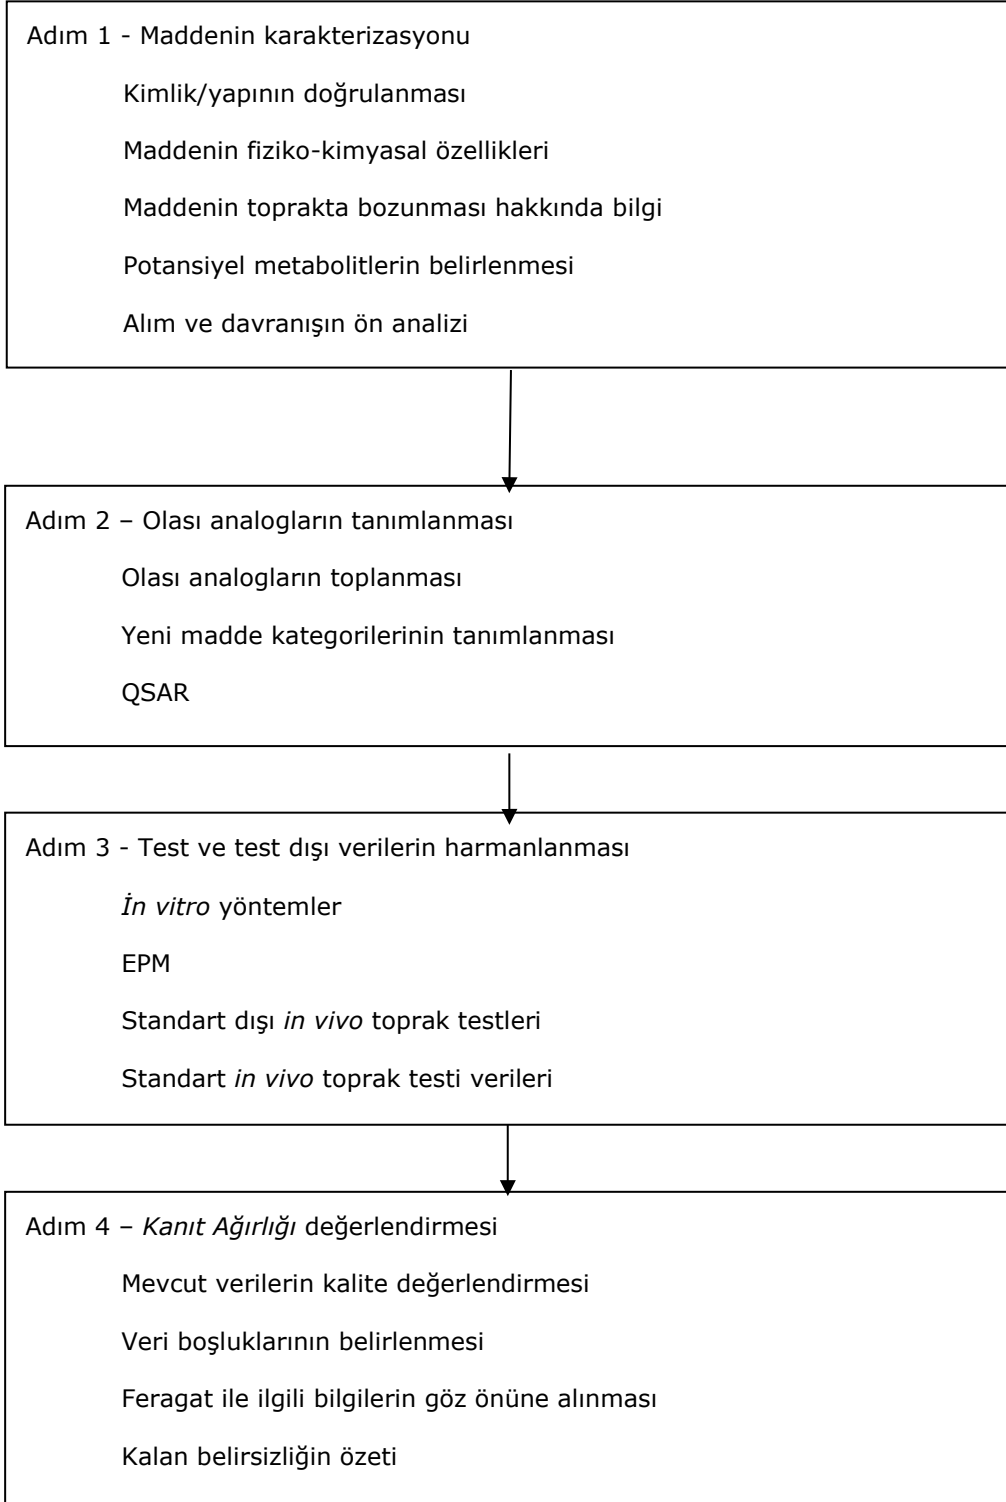 Adım 1 - Maddenin karakterizasyonu
Kimlik/yapının doğrulanması
Maddenin fiziko-kimyasal özellikleri
Maddenin toprakta bozunması hakkında bilgi
Potansiyel metabolitlerin belirlenmesi
Alım ve davranışın ön analizi
Adım 2 – Olası analogların tanımlanması
Olası analogların toplanması
Yeni madde kategorilerinin tanımlanması
QSAR
Adım 3 - Test ve test dışı verilerin harmanlanması
İn vitro yöntemler
EPM
Standart dışı in vivo toprak testleri
Standart in vivo toprak testi verileri
Adım 4 – Kanıt Ağırlığı değerlendirmesi
Mevcut verilerin kalite değerlendirmesi
Veri boşluklarının belirlenmesi
Feragat ile ilgili bilgilerin göz önüne alınması
Kalan belirsizliğin özeti